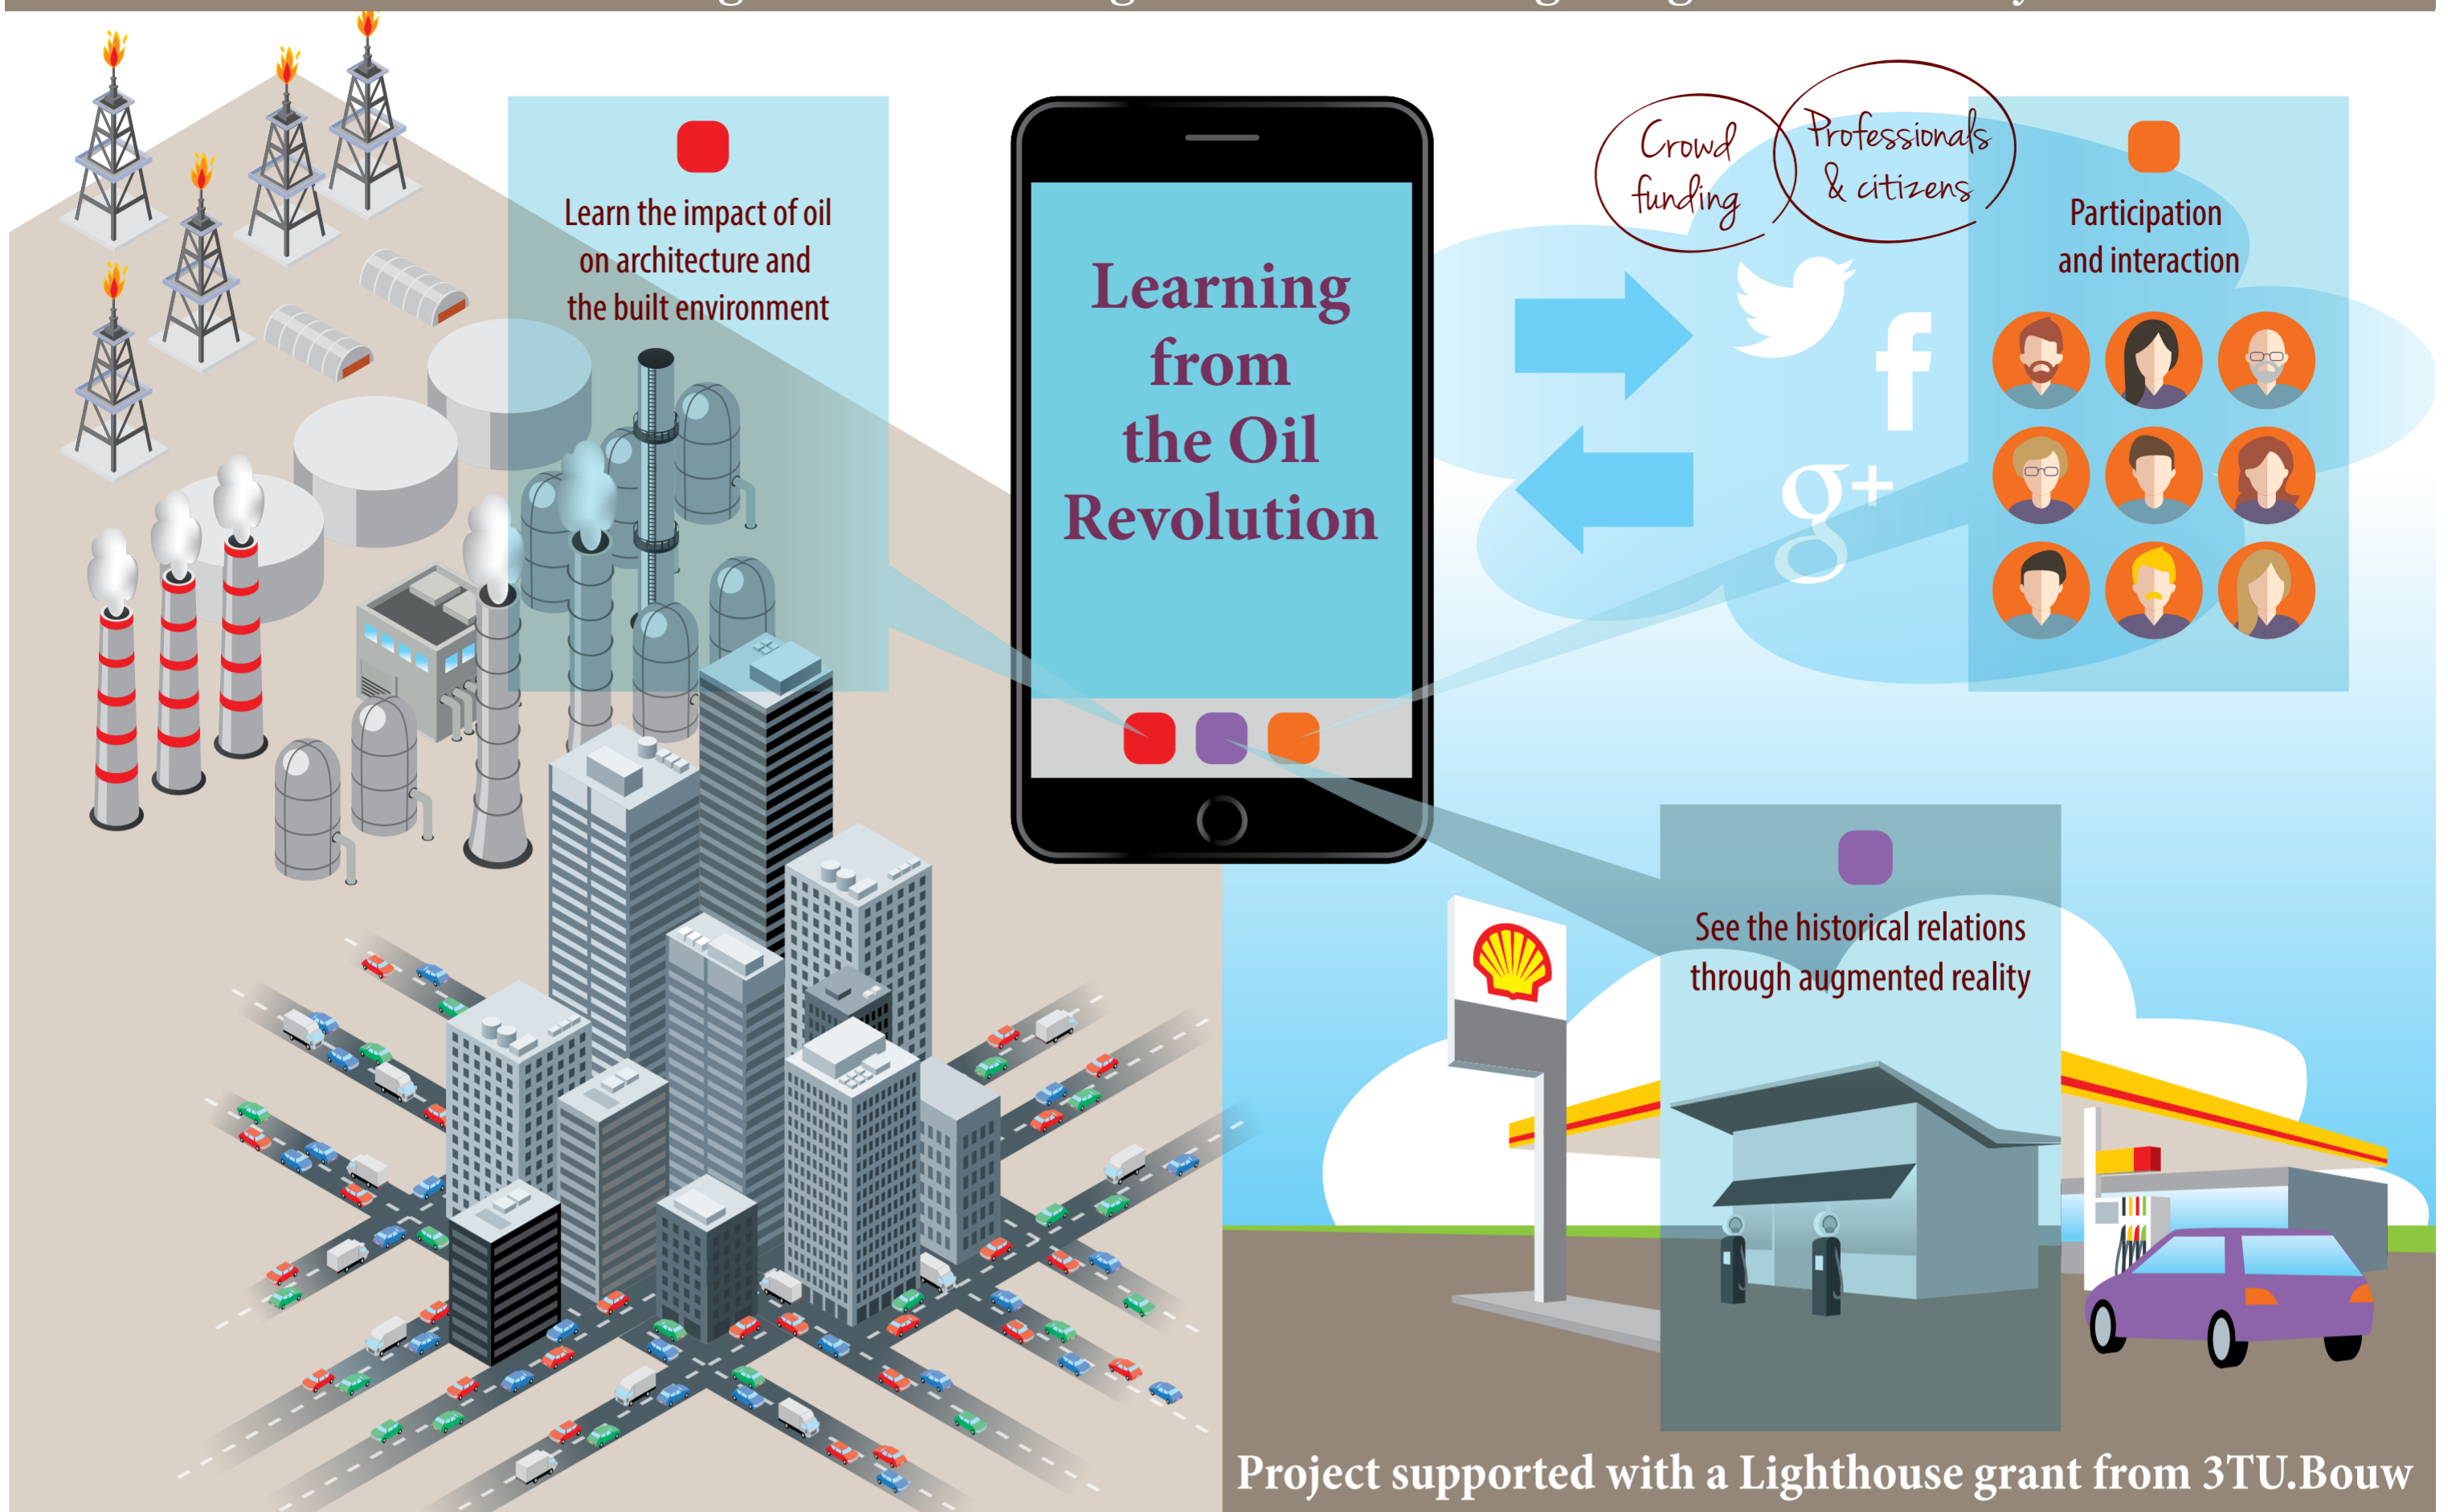 Learn the impact of oil
on architecture and
the built environment
Learning
from
the Oil
Revolution
Crowd
funding
Professionals
& citizens
Participation
and interaction
f
g+
See the historical relations
through augmented reality
Project supported with a Lighthouse grant from 3TU.Bouw